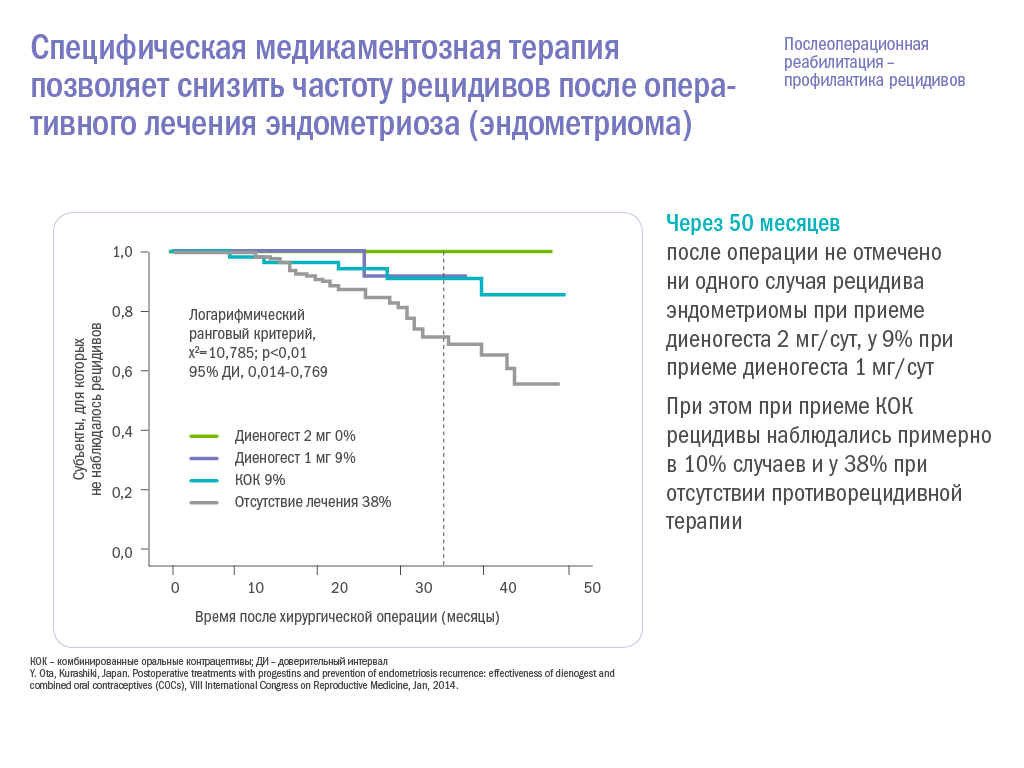 Специфическая медикаментозная терапия
позволяет снизить частоту рецидивов после опера-
тивного лечения эндометриоза (эндометриома)
Послеоперационная
реабилитация –
профилактика рецидивов
Субъекты, для которых
не наблюдалось рецидивов
1,0
0,8
0,6
0,4
0,2
0,0
Логарифмический
ранговый критерий,
x²=10,785; p<0,01
95% ДИ, 0,014-0,769
Диеногест 2 мг 0%
Диеногест 1 мг 9%
КОК 9%
Отсутствие лечения 38%
0 10 20 30 40 50
Время после хирургической операции (месяцы)
Через 50 месяцев
после операции не отмечено
ни одного случая рецидива
эндометриомы при приеме
диеногеста 2 мг/сут, у 9% при
приеме диеногеста 1 мг/сут
При этом при приеме КОК
рецидивы наблюдались примерно
в 10% случаев и у 38% при
отсутствии противорецидивной
терапии
КОК – комбинированные оральные контрацептивы; ДИ – доверительный интервал
Y. Ota, Kurashiki, Japan. Postoperative treatments with progestins and prevention of endometriosis recurrence: effectiveness of dienogest and
combined oral contraceptives (COCs), VIII International Congress on Reproductive Medicine, Jan, 2014.